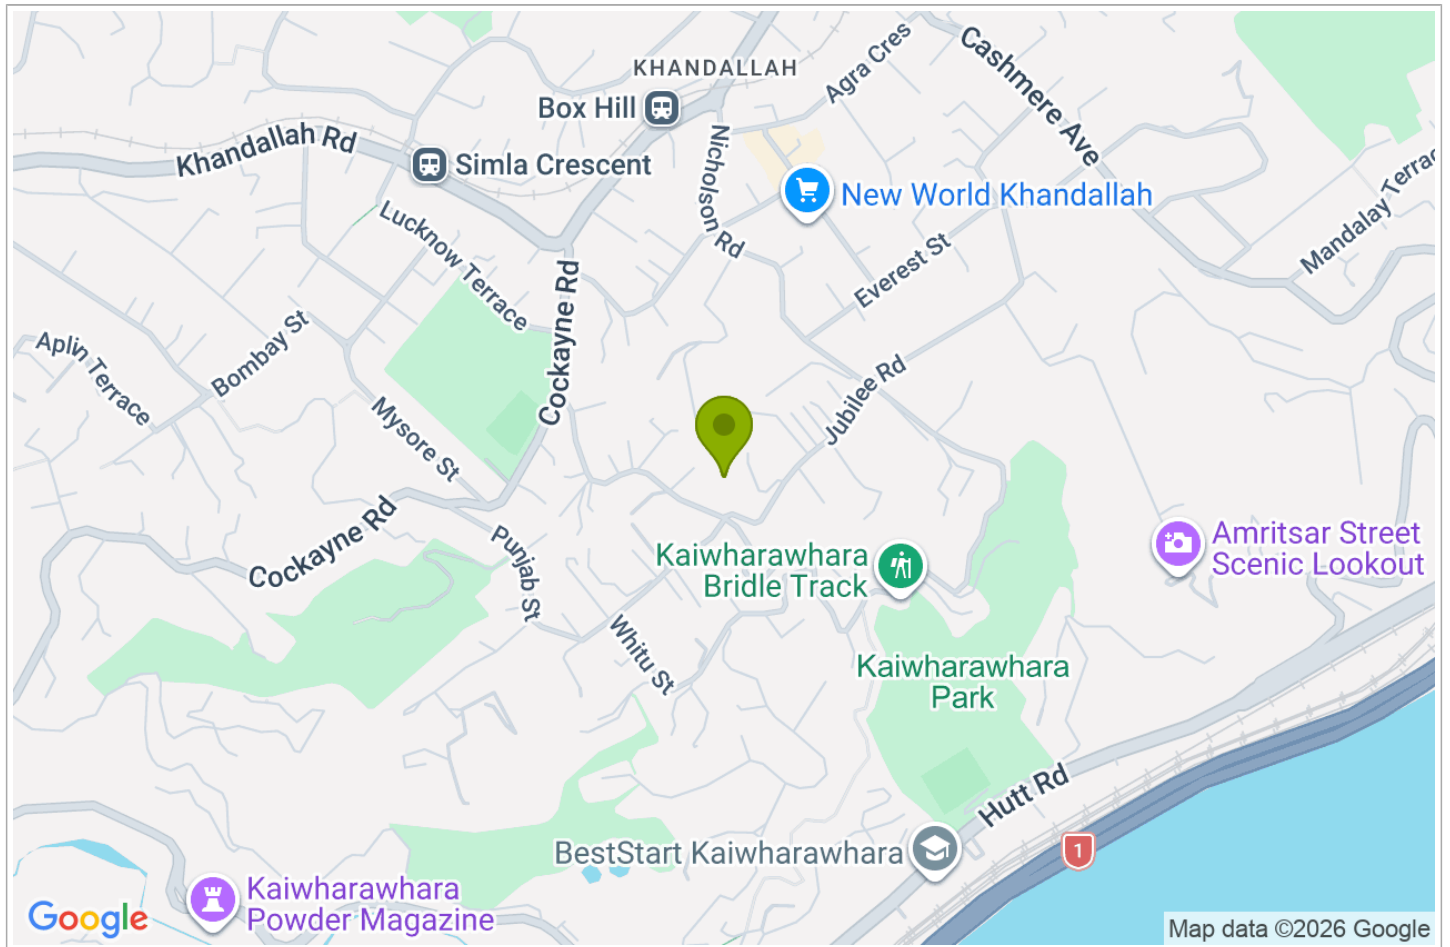 KHANDALLAH
Agra Cres
Cashmere Ave
Box Hill
Khandallah Rd
Simla Crescent
Nicholson Rd
New World Khandallah
Mandalay Terrac
Lucknow Terrace
Everest St
Cockayne Rd
Aplin Terrace
Bombay St
Jubilee Rd
Mysore St
Cockayne Rd
Punjab St
Amritsar Street
Scenic Lookout
Kaiwharawhara
Bridle Track
Whitu St
Kaiwharawhara
Park
Hutt Rd
BestStart Kaiwharawhara
1
Kaiwharawhara
Powder Magazine
Google
Map data ©2026 Google